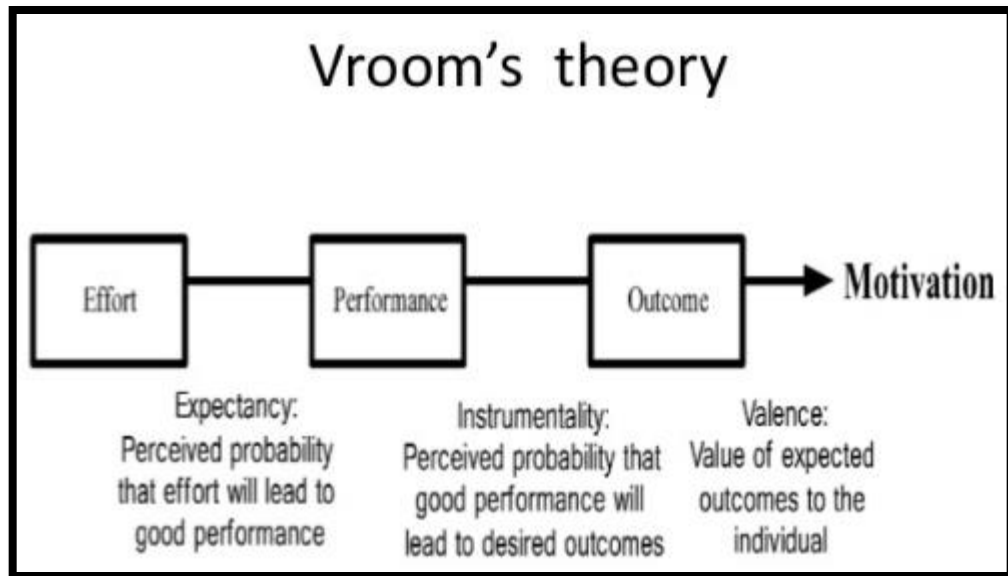 Vroom's theory
Effort
Performance
Outcome
Motivation
Expectancy:
Perceived probability
that effort will lead to
good performance
Instrumentality:
Perceived probability that
good performance will
lead to desired outcomes
Valence:
Value of expected
outcomes to the
individual